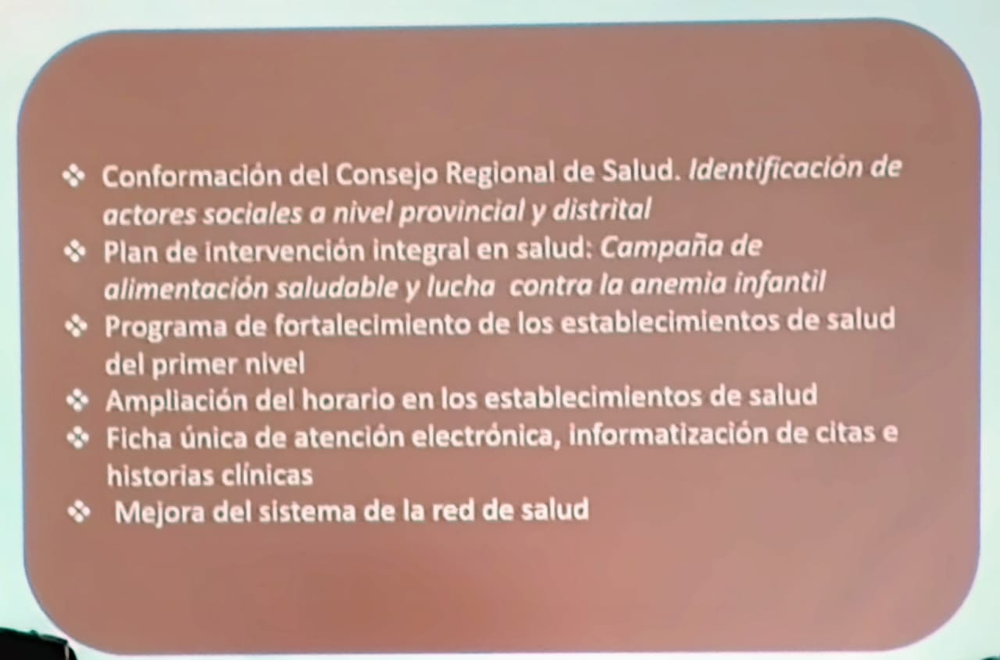 ❖ Conformación del Consejo Regional de Salud. Identificación de
actores sociales a nivel provincial y distrital
❖ Plan de intervención integral en salud: Campaña de
alimentación saludable y lucha contra la anemia infantil
❖ Programa de fortalecimiento de los establecimientos de salud
del primer nivel
❖ Ampliación del horario en los establecimientos de salud
❖ Ficha única de atención electrónica, informatización de citas e
historias clínicas
❖ Mejora del sistema de la red de salud